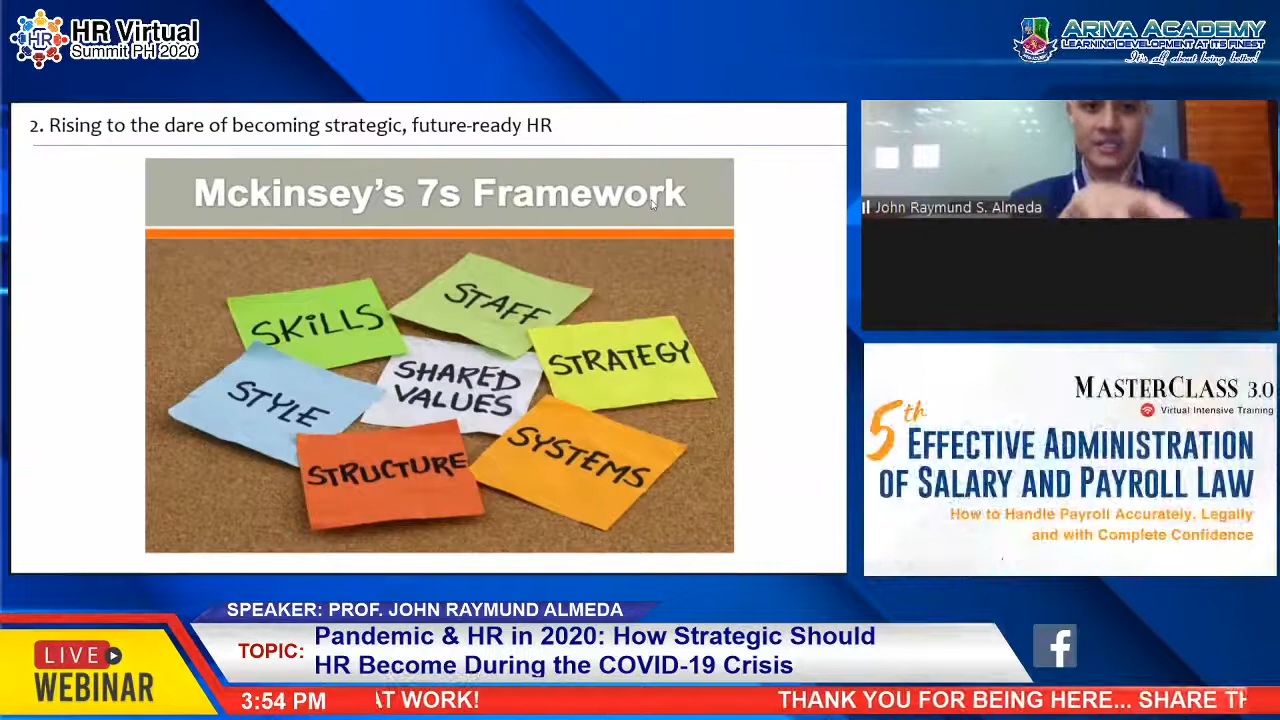 HR
HR Virtual
Summit PH 2020
ARIVA ACADEMY
LEARNING DEVELOPMENT AT ITS FINEST
It's all about being better!
2. Rising to the dare of becoming strategic, future-ready HR
Mckinsey's 7s Framework
SKILLS
STAFF
STRATEGY
SHARED
VALUES
STYLE
STRUCTURE
SYSTEMS
John Raymund S. Almeda
MASTERCLASS 3.0
Virtual Intensive Training
5th EFFECTIVE ADMINISTRATION
OF SALARY AND PAYROLL LAW
How to Handle Payroll Accurately, Legally
and with Complete Confidence
SPEAKER: PROF. JOHN RAYMUND ALMEDA
TOPIC: Pandemic & HR in 2020: How Strategic Should
HR Become During the COVID-19 Crisis
LIVE
WEBINAR
3:54 PM AT WORK! THANK YOU FOR BEING HERE... SHARE TH